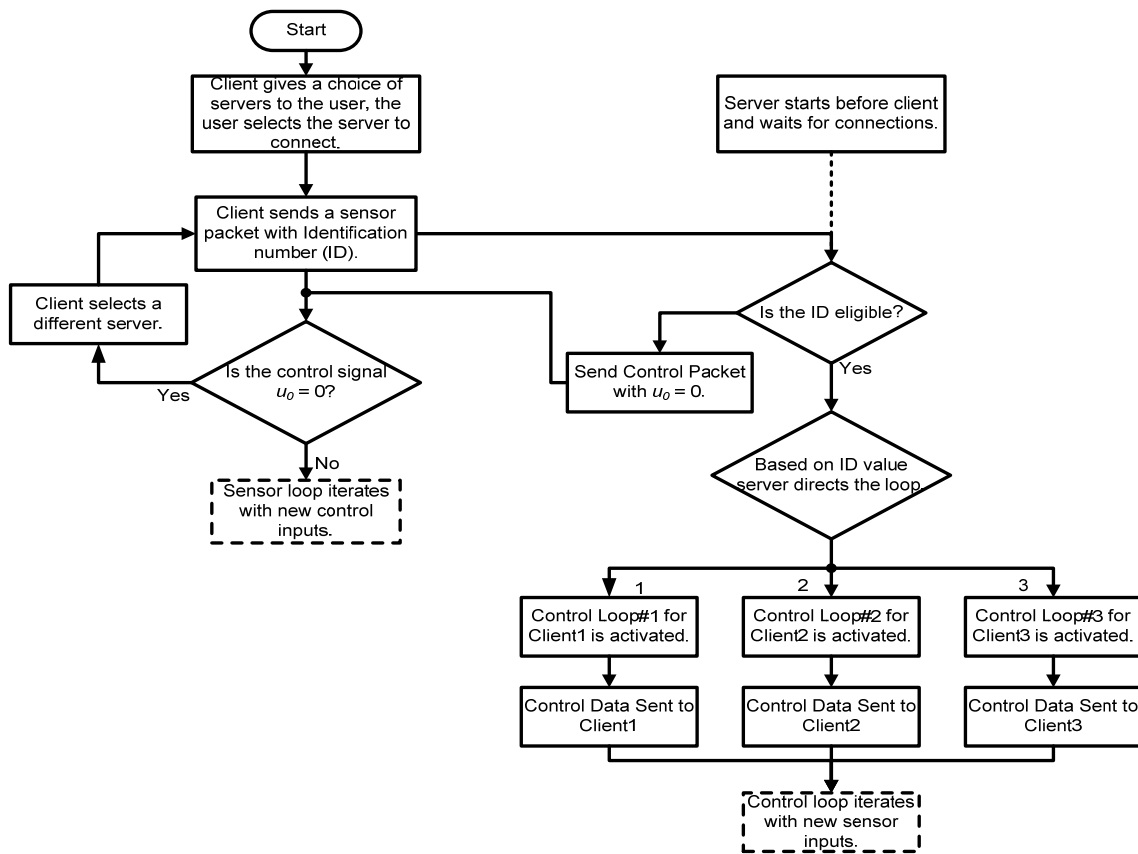 Start
Client gives a choice of
servers to the user, the
user selects the server to
connect.
Server starts before client
and waits for connections.
Client sends a sensor
packet with Identification
number (ID).
Client selects a
different server.
Is the ID eligible?
Send Control Packet
with u₀ = 0.
Yes
Is the control signal
u₀ = 0?
Yes
No
Sensor loop iterates
with new control
inputs.
Based on ID value
server directs the loop.
1
2
3
Control Loop#1 for
Client1 is activated.
Control Loop#2 for
Client2 is activated.
Control Loop#3 for
Client3 is activated.
Control Data Sent to
Client1
Control Data Sent to
Client2
Control Data Sent to
Client3
Control loop iterates
with new sensor
inputs.